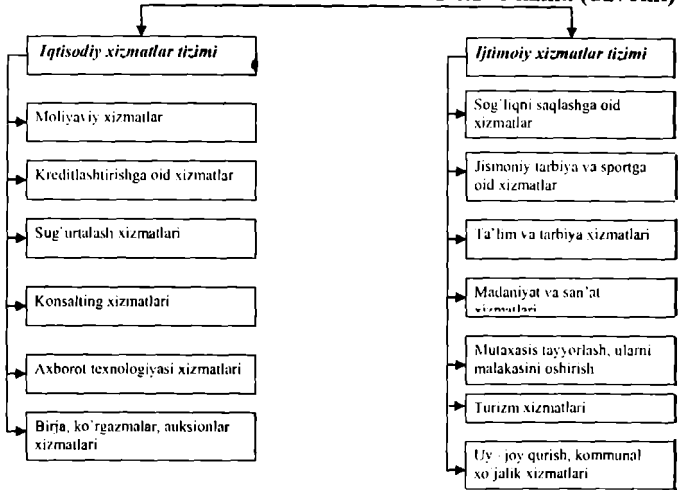 Iqtisodiy xizmatlar tizimi
Moliyaviy xizmatlar
Kreditlashtirishga oid xizmatlar
Sug'urtalash xizmatlari
Konsalting xizmatlari
Axborot texnologiyasi xizmatlari
Birja, ko'rgazmalar, auksionlar
xizmatlari
Ijtimoiy xizmatlar tizimi
Sog'liqni saqlashga oid
xizmatlar
Jismoniy tarbiya va sportga
oid xizmatlar
Ta'lim va tarbiya xizmatlari
Madaniyat va san'at
xizmatlari
Mutaxasis tayyorlash, ularni
malakasini oshirish
Turizm xizmatlari
Uy - joy qurish, kommunal
xo'jalik xizmatlari